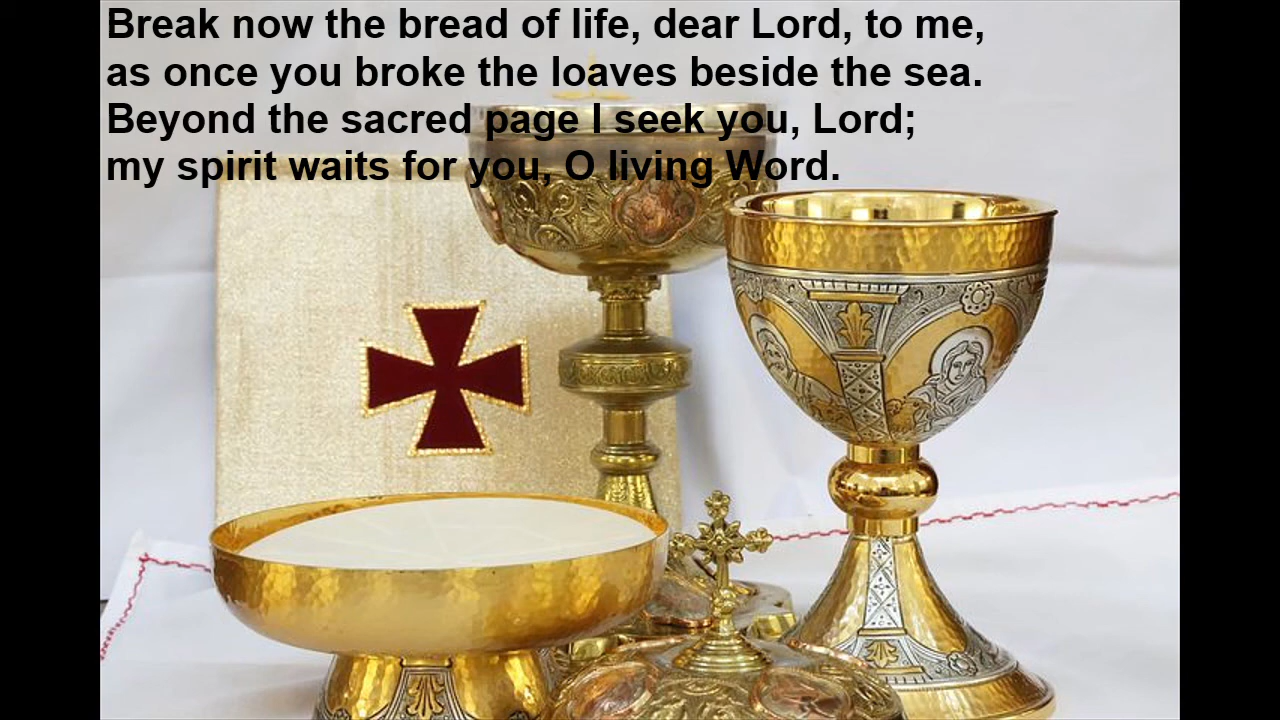 Break now the bread of life, dear Lord, to me,
as once you broke the loaves beside the sea.
Beyond the sacred page I seek you, Lord;
my spirit waits for you, O living Word.